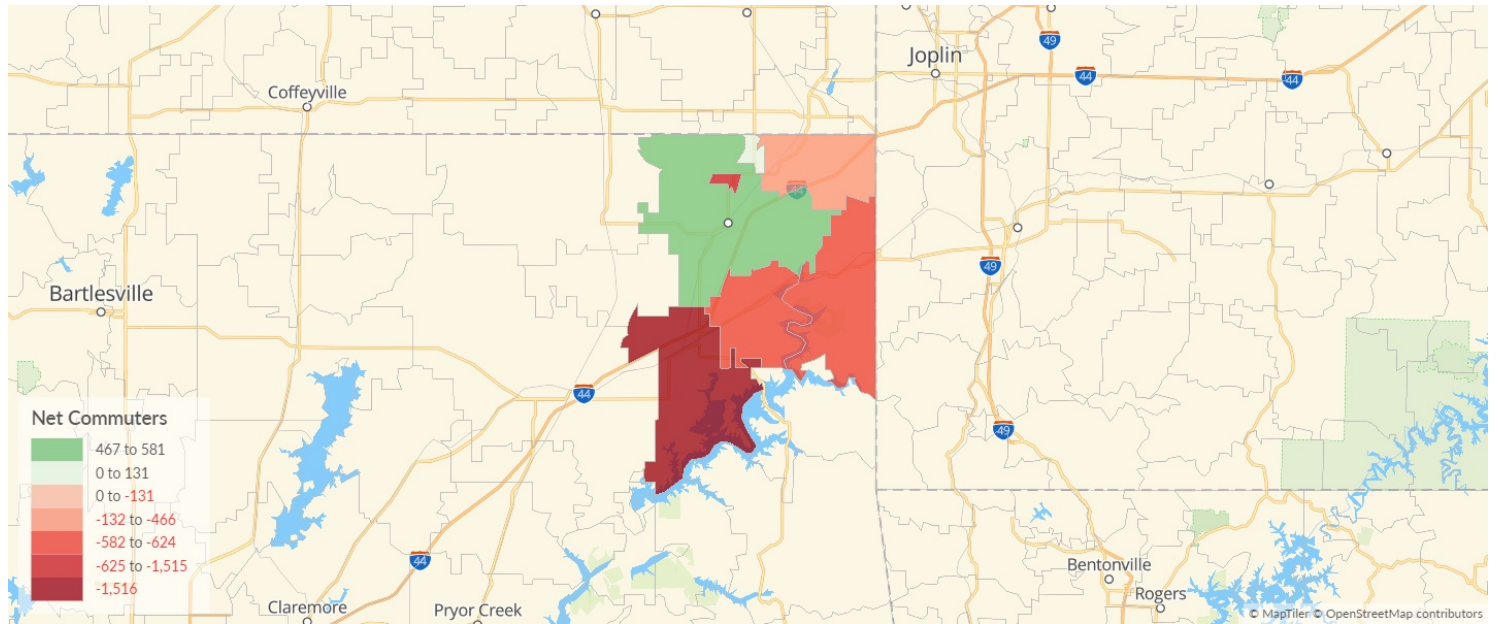 49
Joplin
44
44
Coffeyville
44
49
Bartlesville
44
49
Net Commuters
467 to 581
0 to 131
0 to -131
-132 to -466
-582 to -624
-625 to -1,515
-1,516
44
Bentonville
Rogers
Claremore
Pryor Creek
© MapTiler © OpenStreetMap contributors